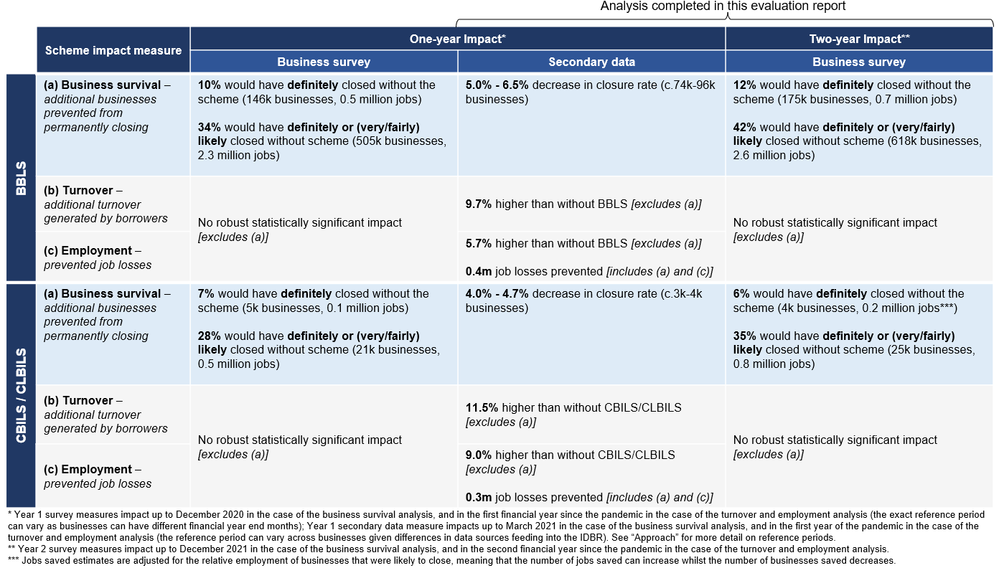 Analysis completed in this evaluation report
Scheme impact measure
One-year Impact*
Two-year Impact**
Business survey
Secondary data
Business survey
BBLS
(a) Business survival –
additional businesses
prevented from
permanently closing
10% would have definitely closed without the
scheme (146k businesses, 0.5 million jobs)
34% would have definitely or (very/fairly)
likely closed without scheme (505k businesses,
2.3 million jobs)
5.0% - 6.5% decrease in closure rate (c.74k-96k
businesses)
12% would have definitely closed without the
scheme (175k businesses, 0.7 million jobs)
42% would have definitely or (very/fairly)
likely closed without scheme (618k businesses,
2.6 million jobs)
(b) Turnover –
additional turnover
generated by borrowers
No robust statistically significant impact
[excludes (a)]
9.7% higher than without BBLS [excludes (a)]
No robust statistically significant impact
[excludes (a)]
(c) Employment –
prevented job losses
5.7% higher than without BBLS [excludes (a)]
0.4m job losses prevented [includes (a) and (c)]
CBILS / CLBILS
(a) Business survival –
additional businesses
prevented from
permanently closing
7% would have definitely closed without the
scheme (5k businesses, 0.1 million jobs)
28% would have definitely or (very/fairly)
likely closed without scheme (21k businesses,
0.5 million jobs)
4.0% - 4.7% decrease in closure rate (c.3k-4k
businesses)
6% would have definitely closed without the
scheme (4k businesses, 0.2 million jobs***)
35% would have definitely or (very/fairly)
likely closed without scheme (25k businesses,
0.8 million jobs)
(b) Turnover –
additional turnover
generated by borrowers
No robust statistically significant impact
[excludes (a)]
11.5% higher than without CBILS/CLBILS
[excludes (a)]
No robust statistically significant impact
[excludes (a)]
(c) Employment –
prevented job losses
9.0% higher than without CBILS/CLBILS
[excludes (a)]
0.3m job losses prevented [includes (a) and (c)]
* Year 1 survey measures impact up to December 2020 in the case of the business survival analysis, and in the first financial year since the pandemic in the case of the turnover and employment analysis (the exact reference period
can vary as businesses can have different financial year end months); Year 1 secondary data measure impacts up to March 2021 in the case of the business survival analysis, and in the first year of the pandemic in the case of the
turnover and employment analysis (the reference period can vary across businesses given differences in data sources feeding into the IDBR). See “Approach” for more detail on reference periods.
** Year 2 survey measures impact up to December 2021 in the case of the business survival analysis, and in the second financial year since the pandemic in the case of the turnover and employment analysis.
*** Jobs saved estimates are adjusted for the relative employment of businesses that were likely to close, meaning that the number of jobs saved can increase whilst the number of businesses saved decreases.